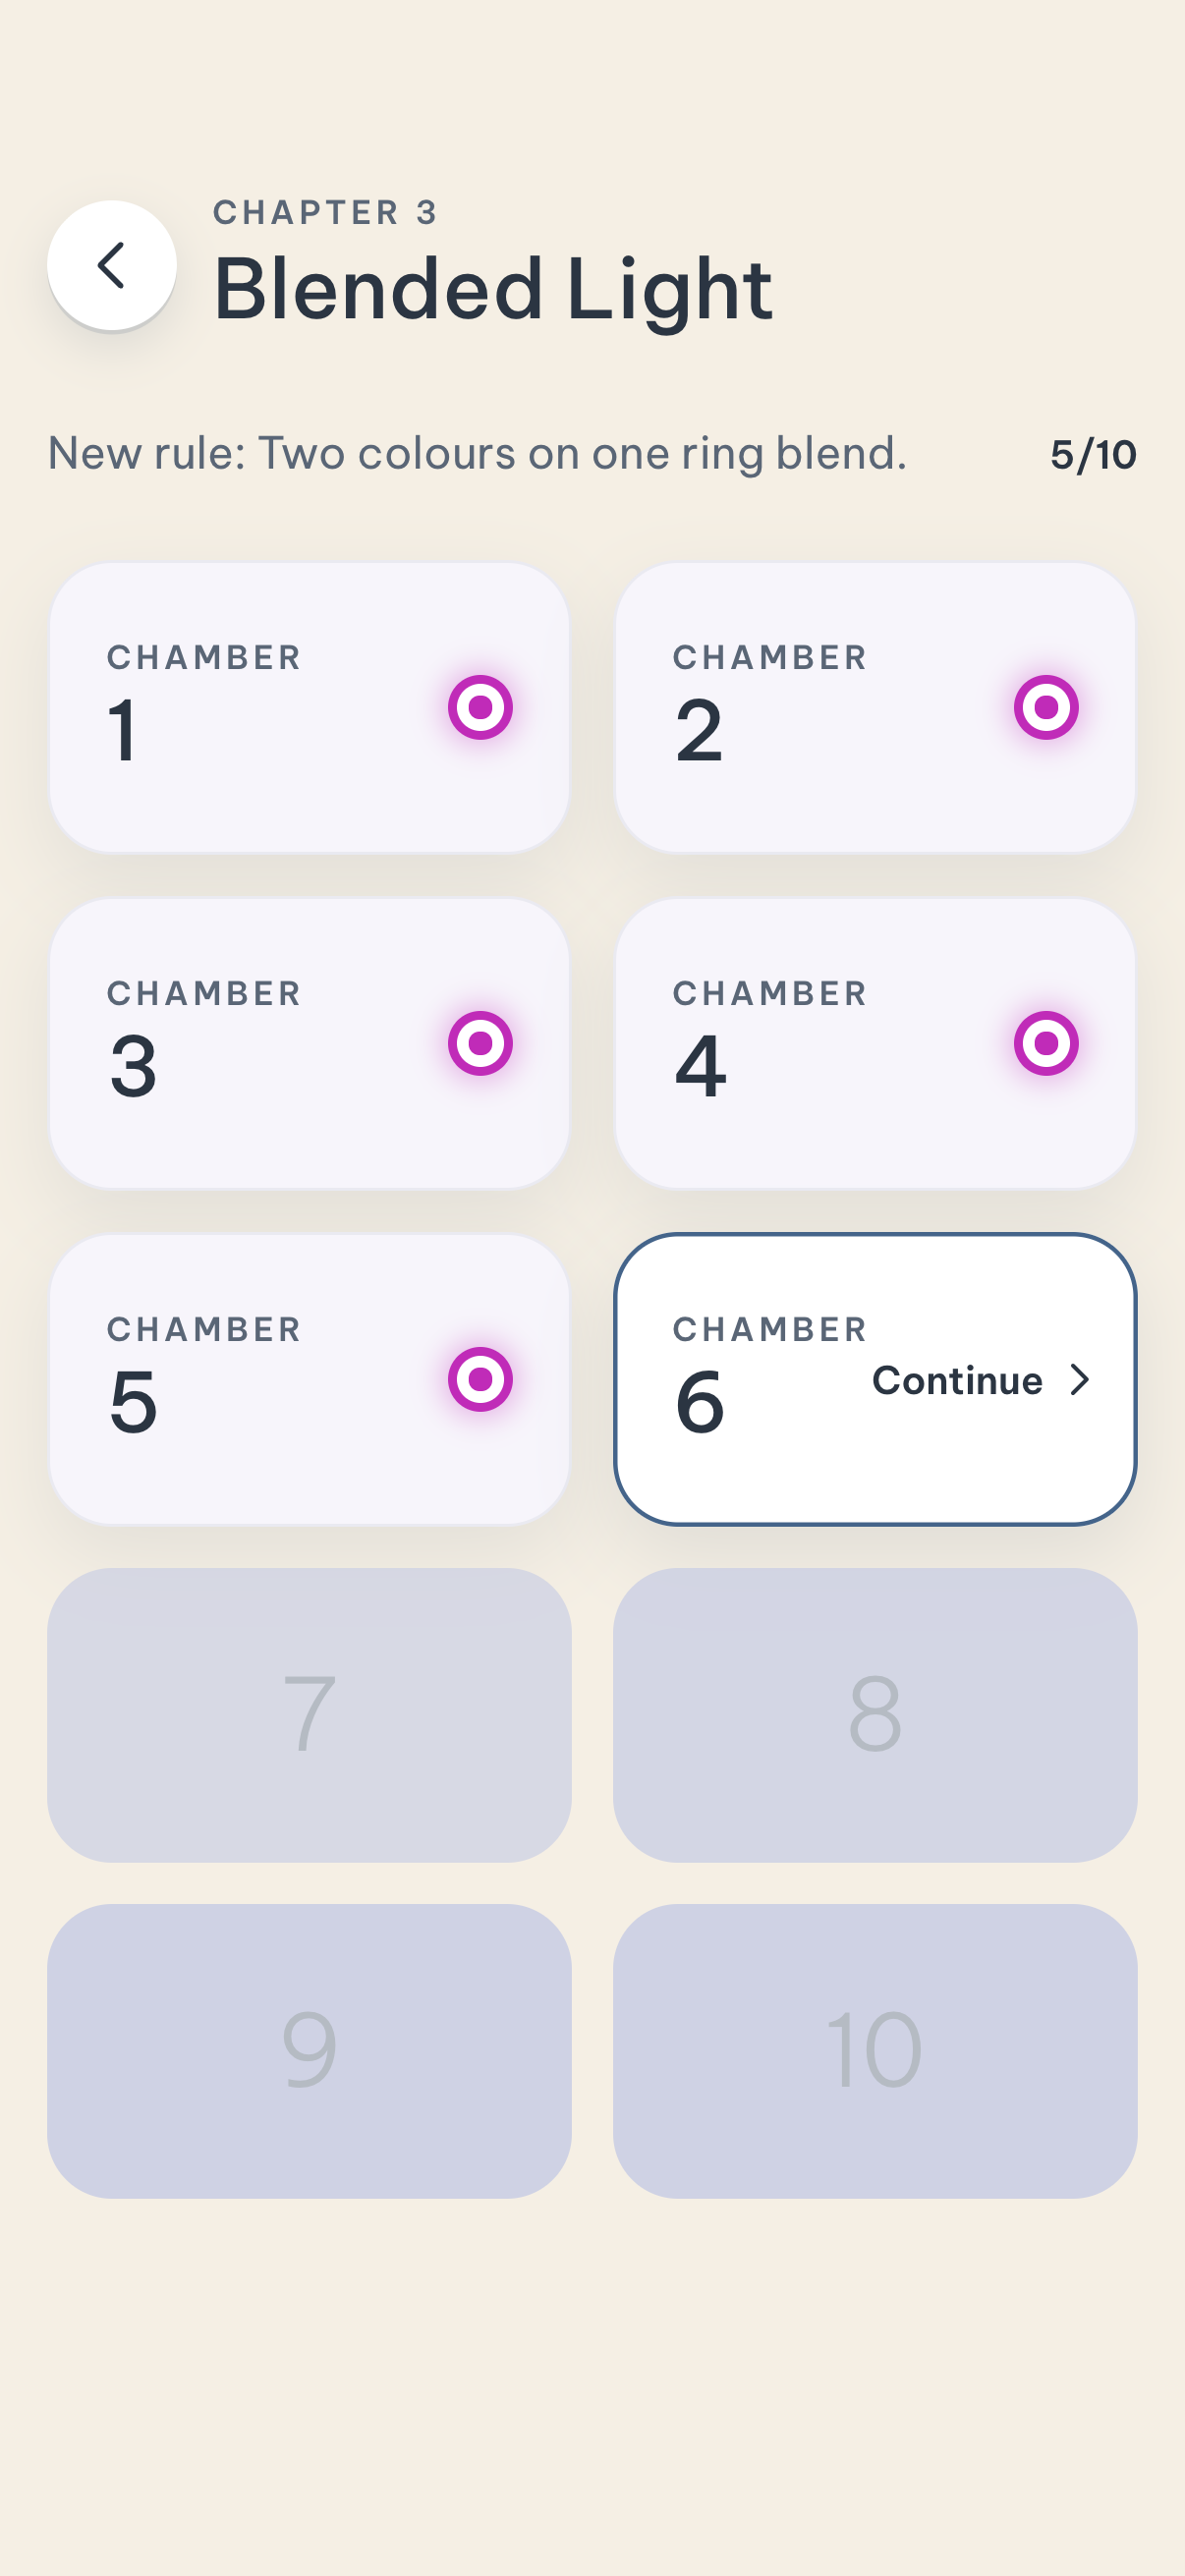 CHAPTER 3
Blended Light
New rule: Two colours on one ring blend.
5/10
CHAMBER
1
CHAMBER
2
CHAMBER
3
CHAMBER
4
CHAMBER
5
CHAMBER
6
Continue
7
8
9
10